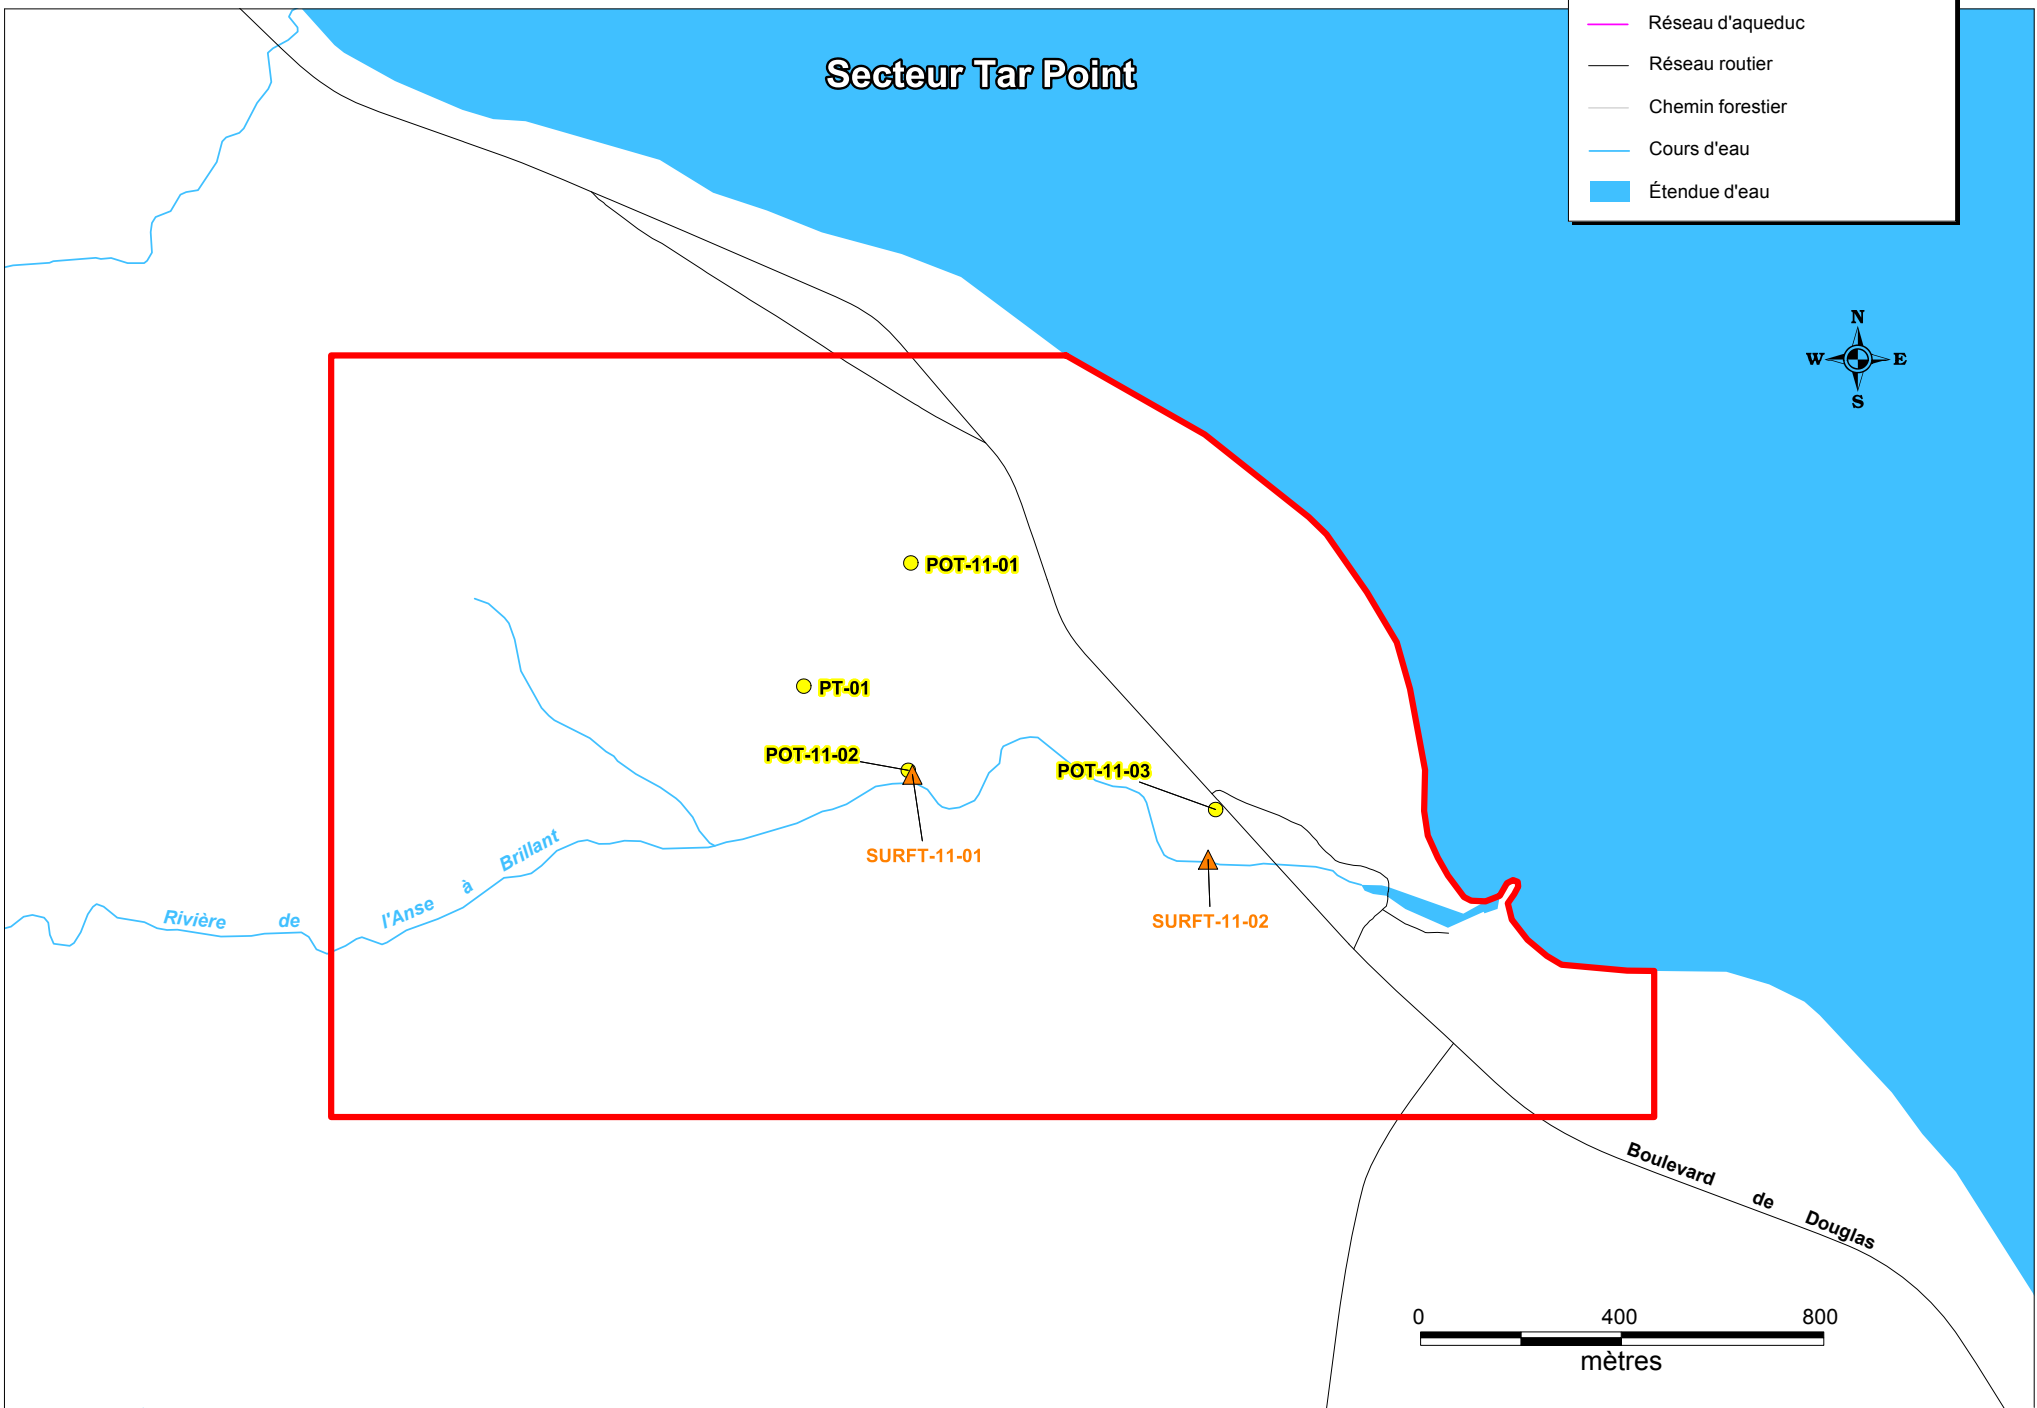 Réseau d'aqueduc
Réseau routier
Chemin forestier
Cours d'eau
Étendue d'eau
Secteur Tar Point
N
W E
S
POT-11-01
PT-01
POT-11-02
POT-11-03
SURFT-11-01
SURFT-11-02
Rivière de l'Anse à Brillant
Boulevard de Douglas
0 400 800
mètres